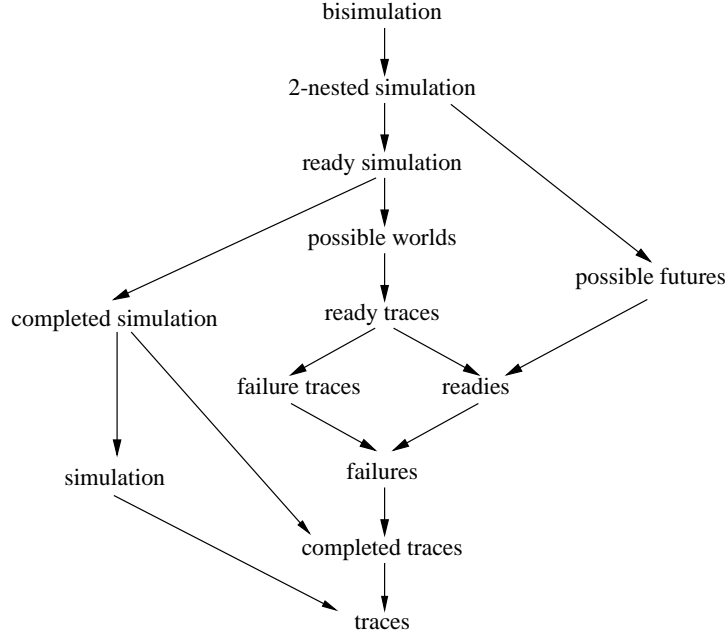 bisimulation
2-nested simulation
ready simulation
possible worlds
possible futures
completed simulation
ready traces
failure traces
readies
simulation
failures
completed traces
traces